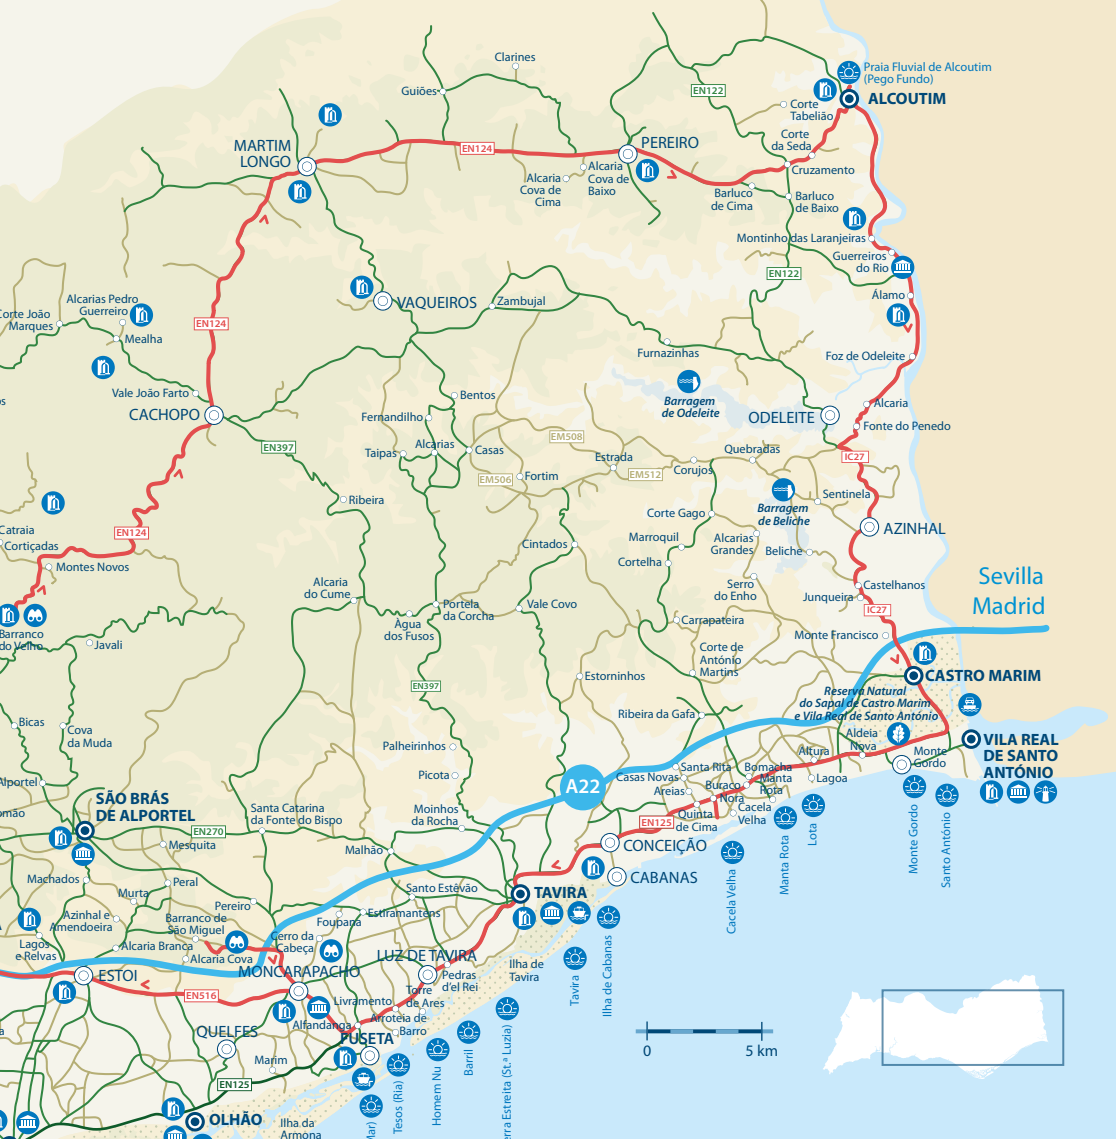 Clarines
Praia Fluvial de Alcoutim
(Pego Fundo)
Guiões
EN122
ALCOUTIM
Corte
Tabelião
MARTIM
LONGO
EN124
PEREIRO
Corte
da Seda
Alcaria
Cova de
Cima
Alcaria
Cova de
Baixo
Cruzamento
Barluco
de Cima
Barluco
de Baixo
Montinho das Laranjeiras
Guerreiros
do Rio
EN122
Alcarias Pedro
Guerreiro
VAQUEIROS
Zambujal
Álamo
Corte João
Marques
EN124
Mealha
Furnazinhas
Foz de Odeleite
Vale João Farto
Bentos
Barragem
de Odeleite
Alcaria
CACHOPO
Fernandilho
ODELEITE
Fonte do Penedo
EN397
Alcarias
EM508
Taipas
Casas
Estrada
Quebradas
IC27
EM506
Fortim
EM512
Corujos
Ribeira
Sentinela
Barragem
de Beliche
Corte Gago
Catraia
EN124
Cortiçadas
Cintados
Marroquil
Alcarias
Grandes
Beliche
AZINHAL
Montes Novos
Cortelha
Sevilla
Madrid
Alcaria
do Cume
Serro
do Enho
Castelhanos
Junqueira
IC27
Portela
da Corcha
Vale Covo
Barranco
do Velho
Àgua
dos Fusos
Carrapateira
Monte Francisco
Javali
Corte de
António
Martins
Estorninhos
CASTRO MARIM
EN397
Reserva Natural
do Sapal de Castro Marim
e Vila Real de Santo António
Ribeira da Gafa
Bicas
Cova
da Muda
Aldeia
Nova
Palheirinhos
Altura
Monte
Gordo
VILA REAL
DE SANTO
ANTÓNIO
Picota
Santa Rita
Bomacha
Casas Novas
Manta
Rota
Lagoa
Alportel
A22
Areias
Buraco
Nora
SÃO BRÁS
DE ALPORTEL
Santa Catarina
da Fonte do Bispo
Moinhos
da Rocha
Quinta
de Cima
Cacela
Velha
EN125
EN270
Mesquita
Malhão
CONCEIÇÃO
Monte Gordo
Santo António
Lota
Manta Rota
Cacela Velha
Machados
Peral
Murta
Santo Estêvão
TAVIRA
CABANAS
Azinhal e
Amendoeira
Barranco de
São Miguel
Pereiro
Foupana
Estiramantens
Lagos
e Relvas
Alcaria Branca
Alcaria Cova
Cerro da
Cabeça
LUZ DE TAVIRA
Ilha de
Tavira
Tavira
Ilha de Cabanas
ESTOI
MONCARAPACHO
Pedras
d'el Rei
EN516
Livramento
Torre
de Ares
Alfandanga
Arroteia de
Barro
QUELFES
FUSETA
Marim
EN125
Barril
Homem Nu
Tesos (Ria)
0
5 km
OLHÃO
Ilha da
Armona